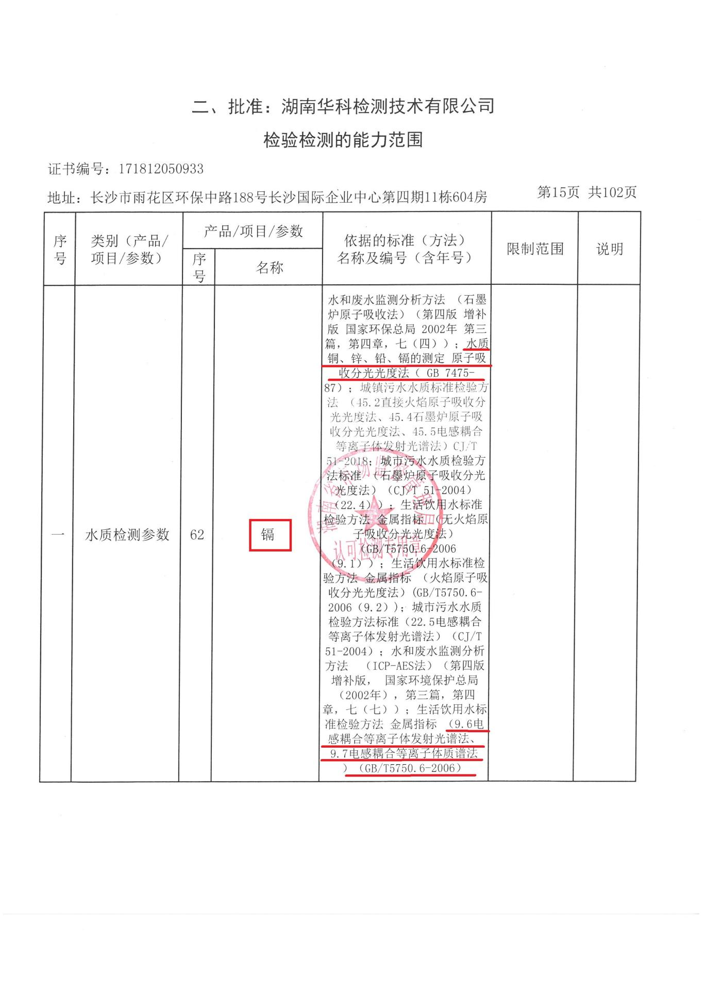 二、批准：湖南华科检测技术有限公司
检验检测的能力范围
证书编号：171812050933
地址：长沙市雨花区环保中路188号长沙国际企业中心第四期11栋604房
第15页 共102页
序号
类别（产品/项目/参数）
产品/项目/参数
序号
名称
依据的标准（方法）
名称及编号（含年号）
限制范围
说明
一
水质检测参数
62
镉
水和废水监测分析方法 （石墨
炉原子吸收法）（第四版 增补
版 国家环保总局 2002年 第三
篇，第四章，七（四））；水质
铜、锌、铅、镉的测定 原子吸
收分光光度法（ GB 7475-
87）；城镇污水水质标准检验方
法 （45.2直接火焰原子吸收分
光光度法、45.4石墨炉原子吸
收分光光度法、45.5电感耦合
等离子体发射光谱法）CJ/T
51-2018；城市污水水质检验方
法标准 （石墨炉原子吸收分光
光度法）（CJ/T 51-2004）
（22.4））；生活饮用水标准
检验方法 金属指标 （无火焰原
子吸收分光光度法）
（GB/T5750.6-2006
（9.1））；生活饮用水标准检
验方法 金属指标 （火焰原子吸
收分光光度法）(GB/T5750.6-
2006（9.2)）；城市污水水质
检验方法标准（22.5电感耦合
等离子体发射光谱法）（CJ/T
51-2004）；水和废水监测分析
方法 （ICP-AES法）（第四版
增补版， 国家环境保护总局
（2002年），第三篇，第四
章，七（七））；生活饮用水标
准检验方法 金属指标 （9.6电
感耦合等离子体发射光谱法、
9.7电感耦合等离子体质谱法
）（GB/T5750.6-2006）
湖南省市场监督管理局
认可检测专用章